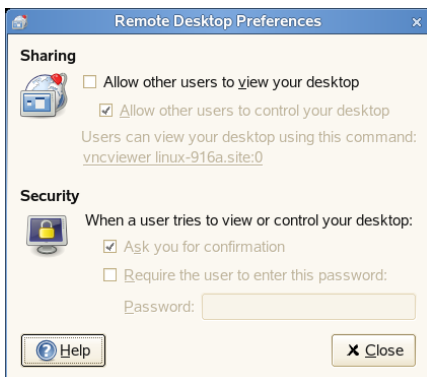 Remote Desktop Preferences
Sharing
Allow other users to view your desktop
Allow other users to control your desktop
Users can view your desktop using this command:
vncviewer linux-916a.site:0
Security
When a user tries to view or control your desktop:
Ask you for confirmation
Require the user to enter this password:
Password:
Help
Close